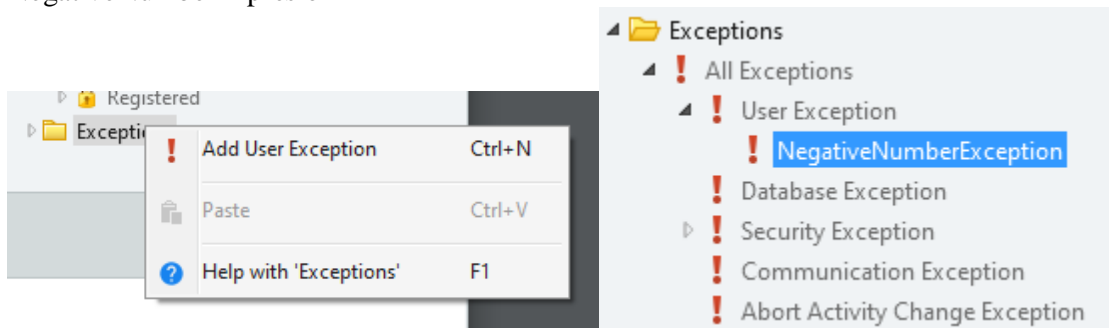 Registered
Add User Exception Ctrl+N
Paste Ctrl+V
Help with 'Exceptions' F1
Exceptions
All Exceptions
User Exception
NegativeNumberException
Database Exception
Security Exception
Communication Exception
Abort Activity Change Exception